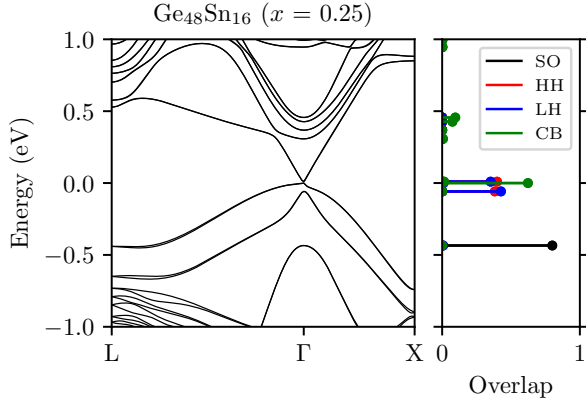 Ge48Sn16 (x = 0.25)
Energy (eV)
1.0
0.5
0.0
−0.5
−1.0
L
Γ
X
SO
HH
LH
CB
0
1
Overlap